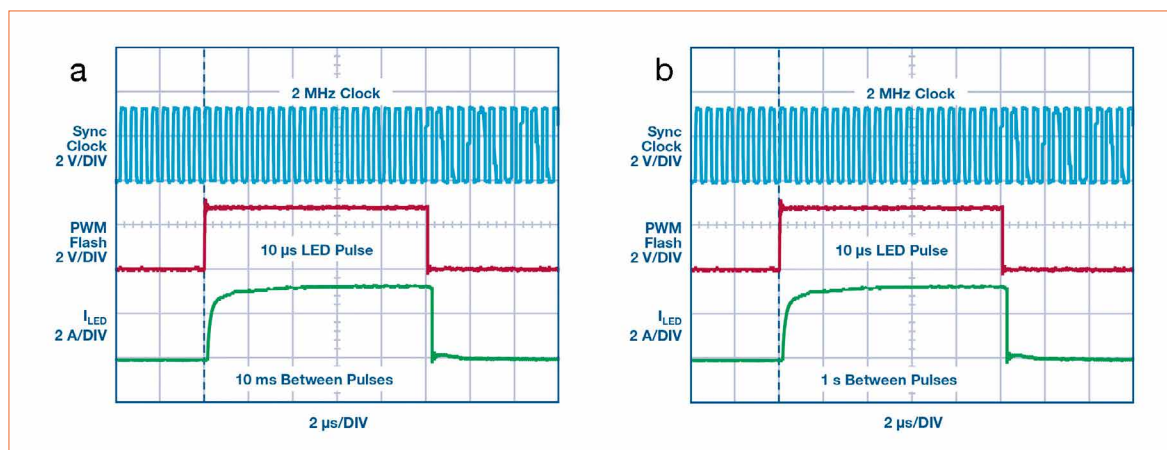 a
2 MHz Clock
Sync
Clock
2 V/DIV
PWM
Flash
2 V/DIV
10 µs LED Pulse
ILED
2 A/DIV
10 ms Between Pulses
2 µs/DIV
b
2 MHz Clock
Sync
Clock
2 V/DIV
PWM
Flash
2 V/DIV
10 µs LED Pulse
ILED
2 A/DIV
1 s Between Pulses
2 µs/DIV